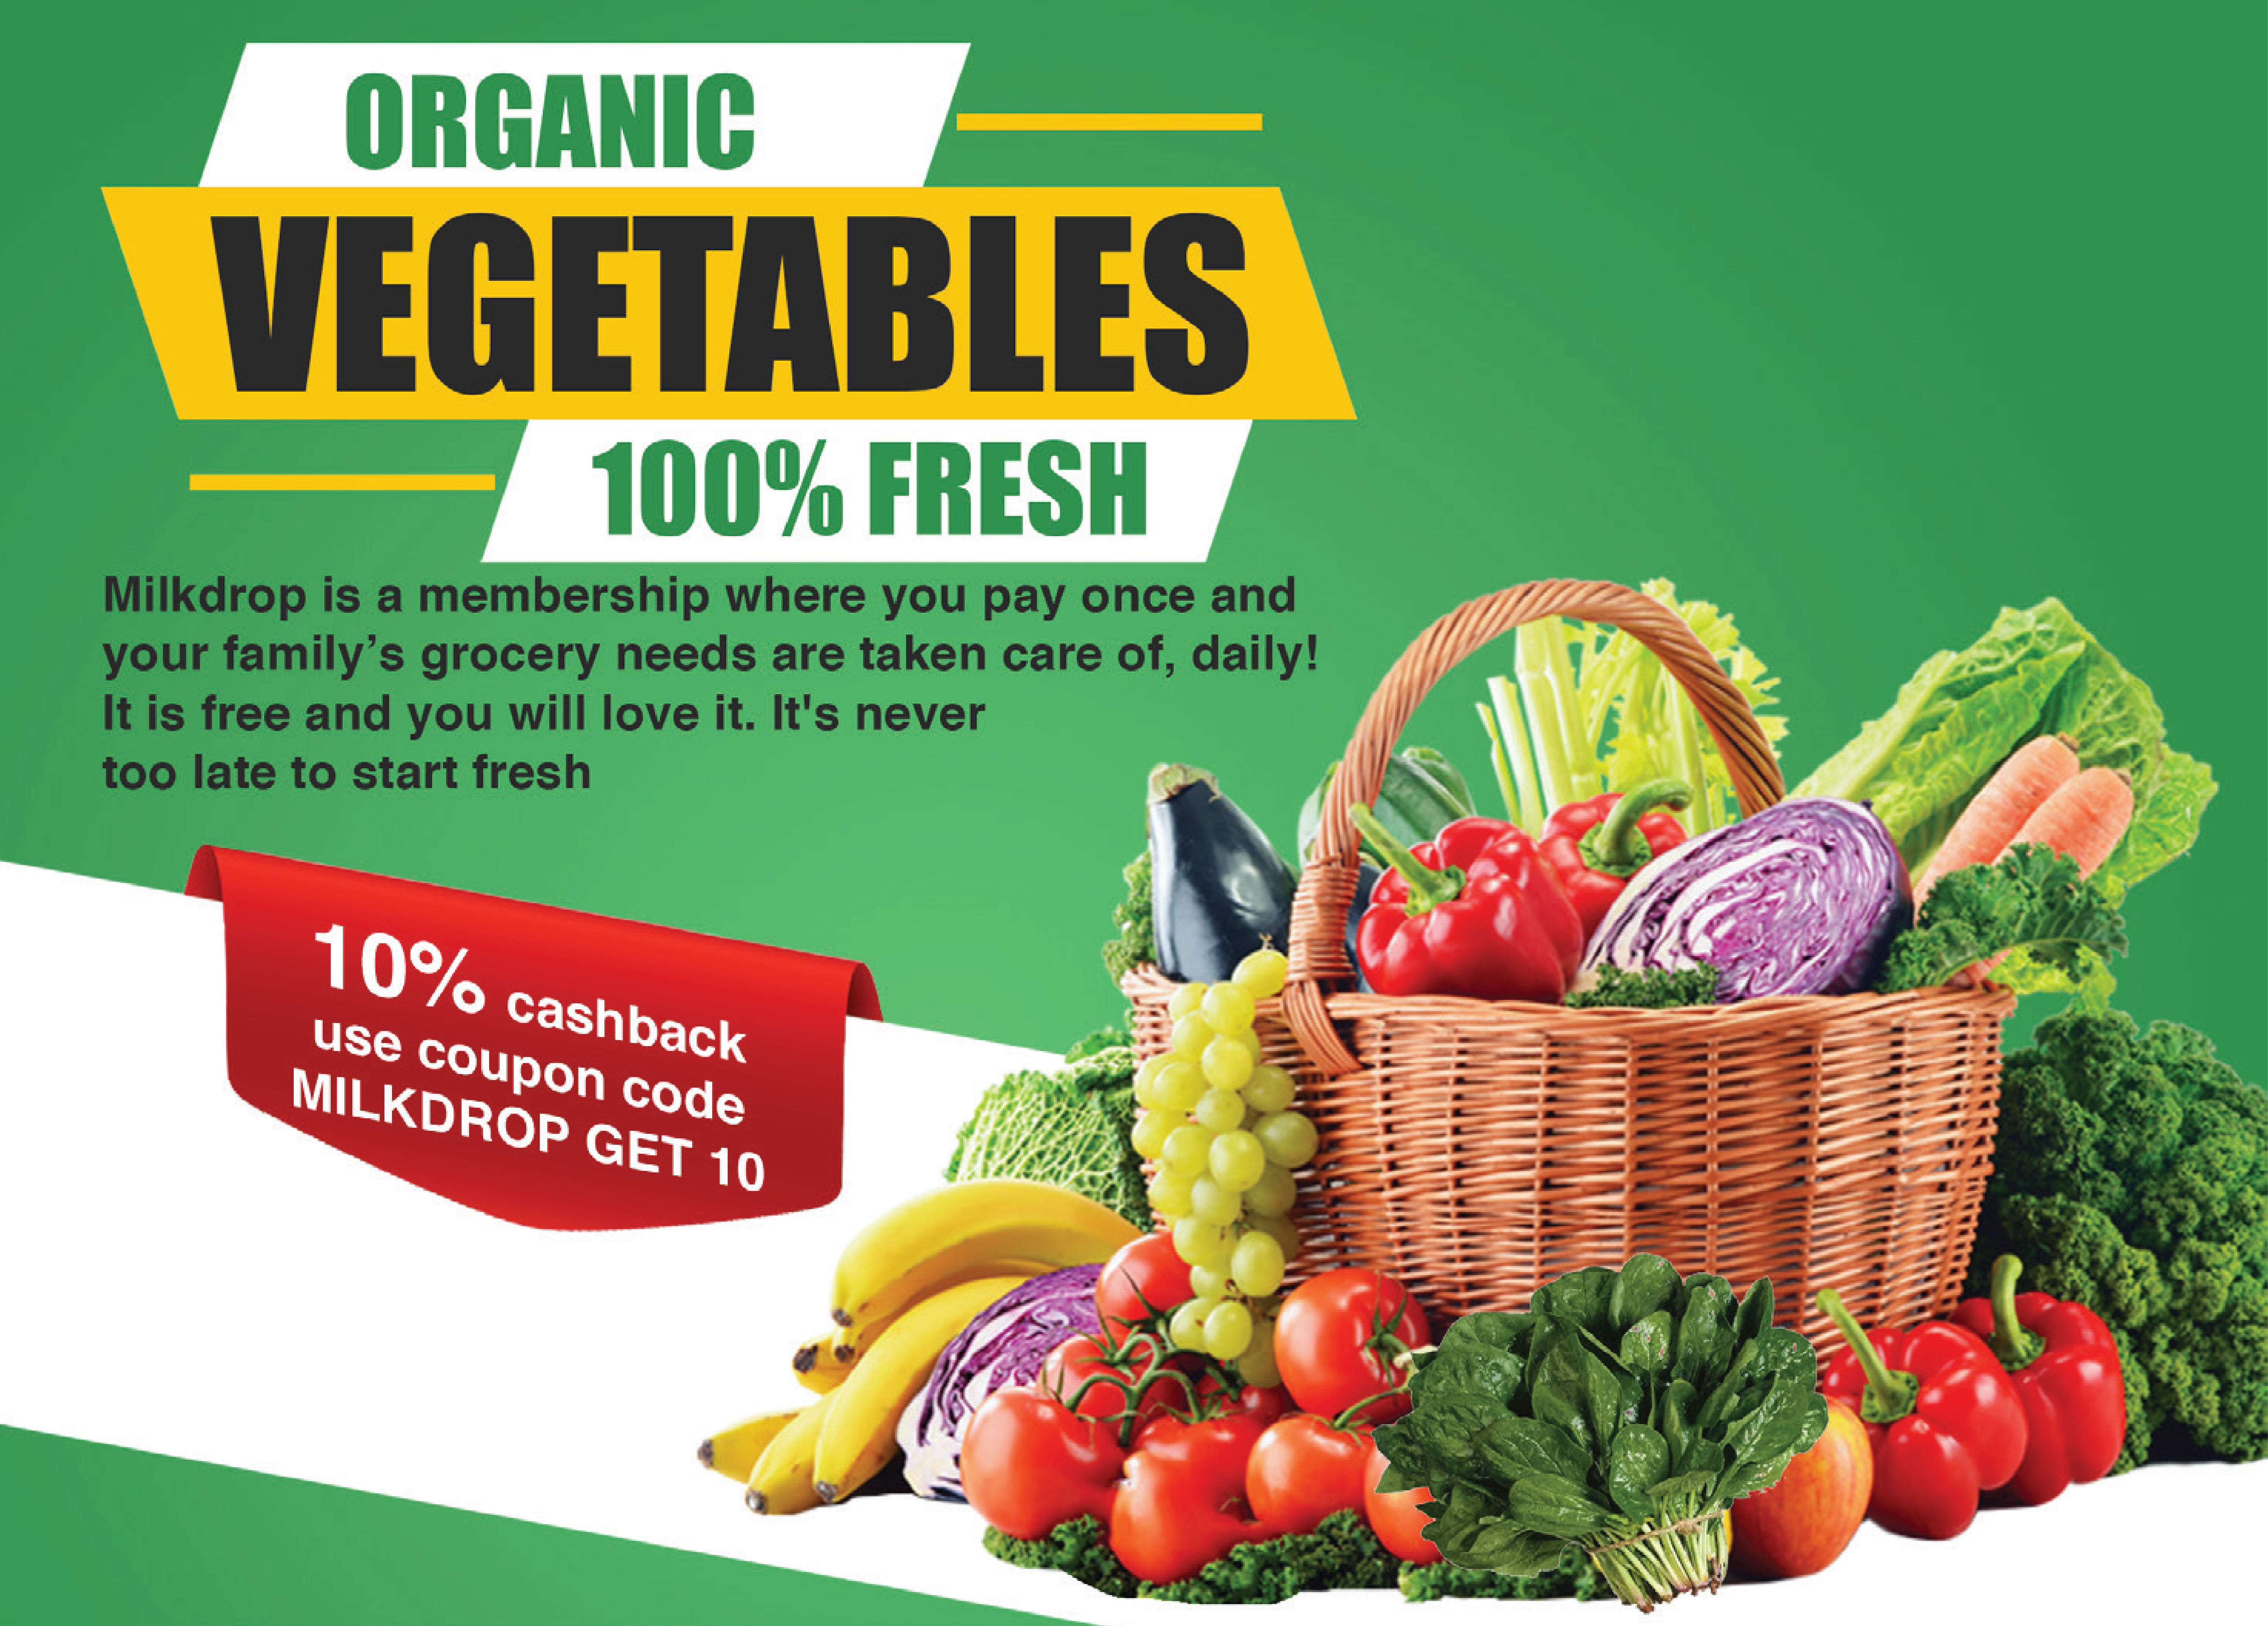 ORGANIC
VEGETABLES
100% FRESH
Milkdrop is a membership where you pay once and
your family’s grocery needs are taken care of, daily!
It is free and you will love it. It's never
too late to start fresh
10% cashback
use coupon code
MILKDROP GET 10